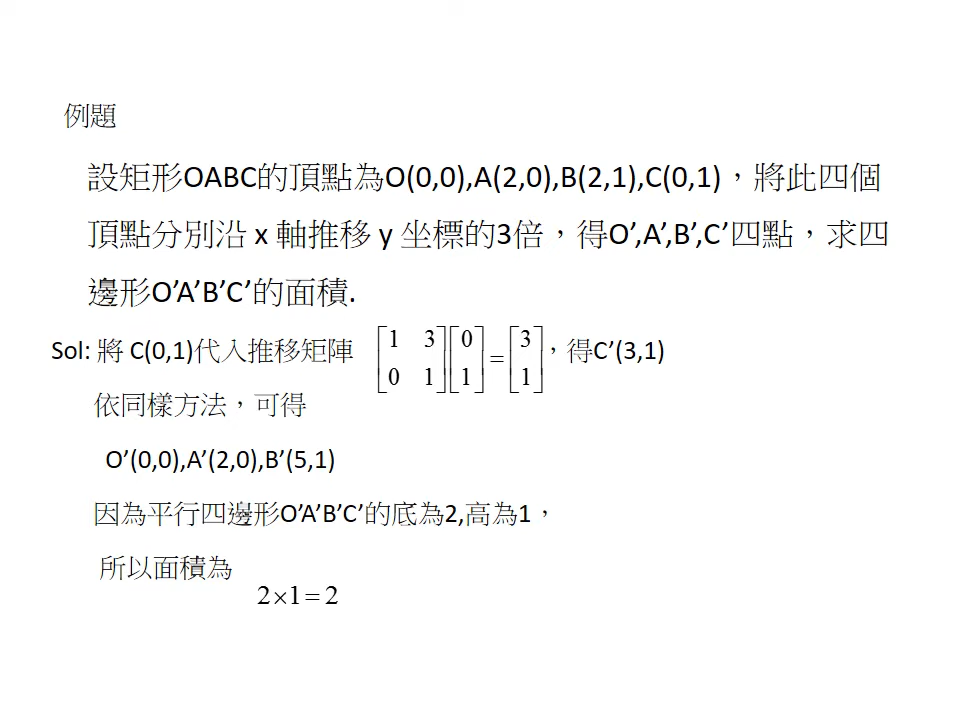 例題
設矩形OABC的頂點為O(0,0),A(2,0),B(2,1),C(0,1)，將此四個
頂點分別沿 x 軸推移 y 坐標的3倍，得O’,A’,B’,C’四點，求四
邊形O’A’B’C’的面積.
Sol: 將 C(0,1)代入推移矩陣 [1 3; 0 1][0; 1]=[3; 1]，得C’(3,1)
依同樣方法，可得
O’(0,0),A’(2,0),B’(5,1)
因為平行四邊形O’A’B’C’的底為2,高為1，
所以面積為
2×1=2